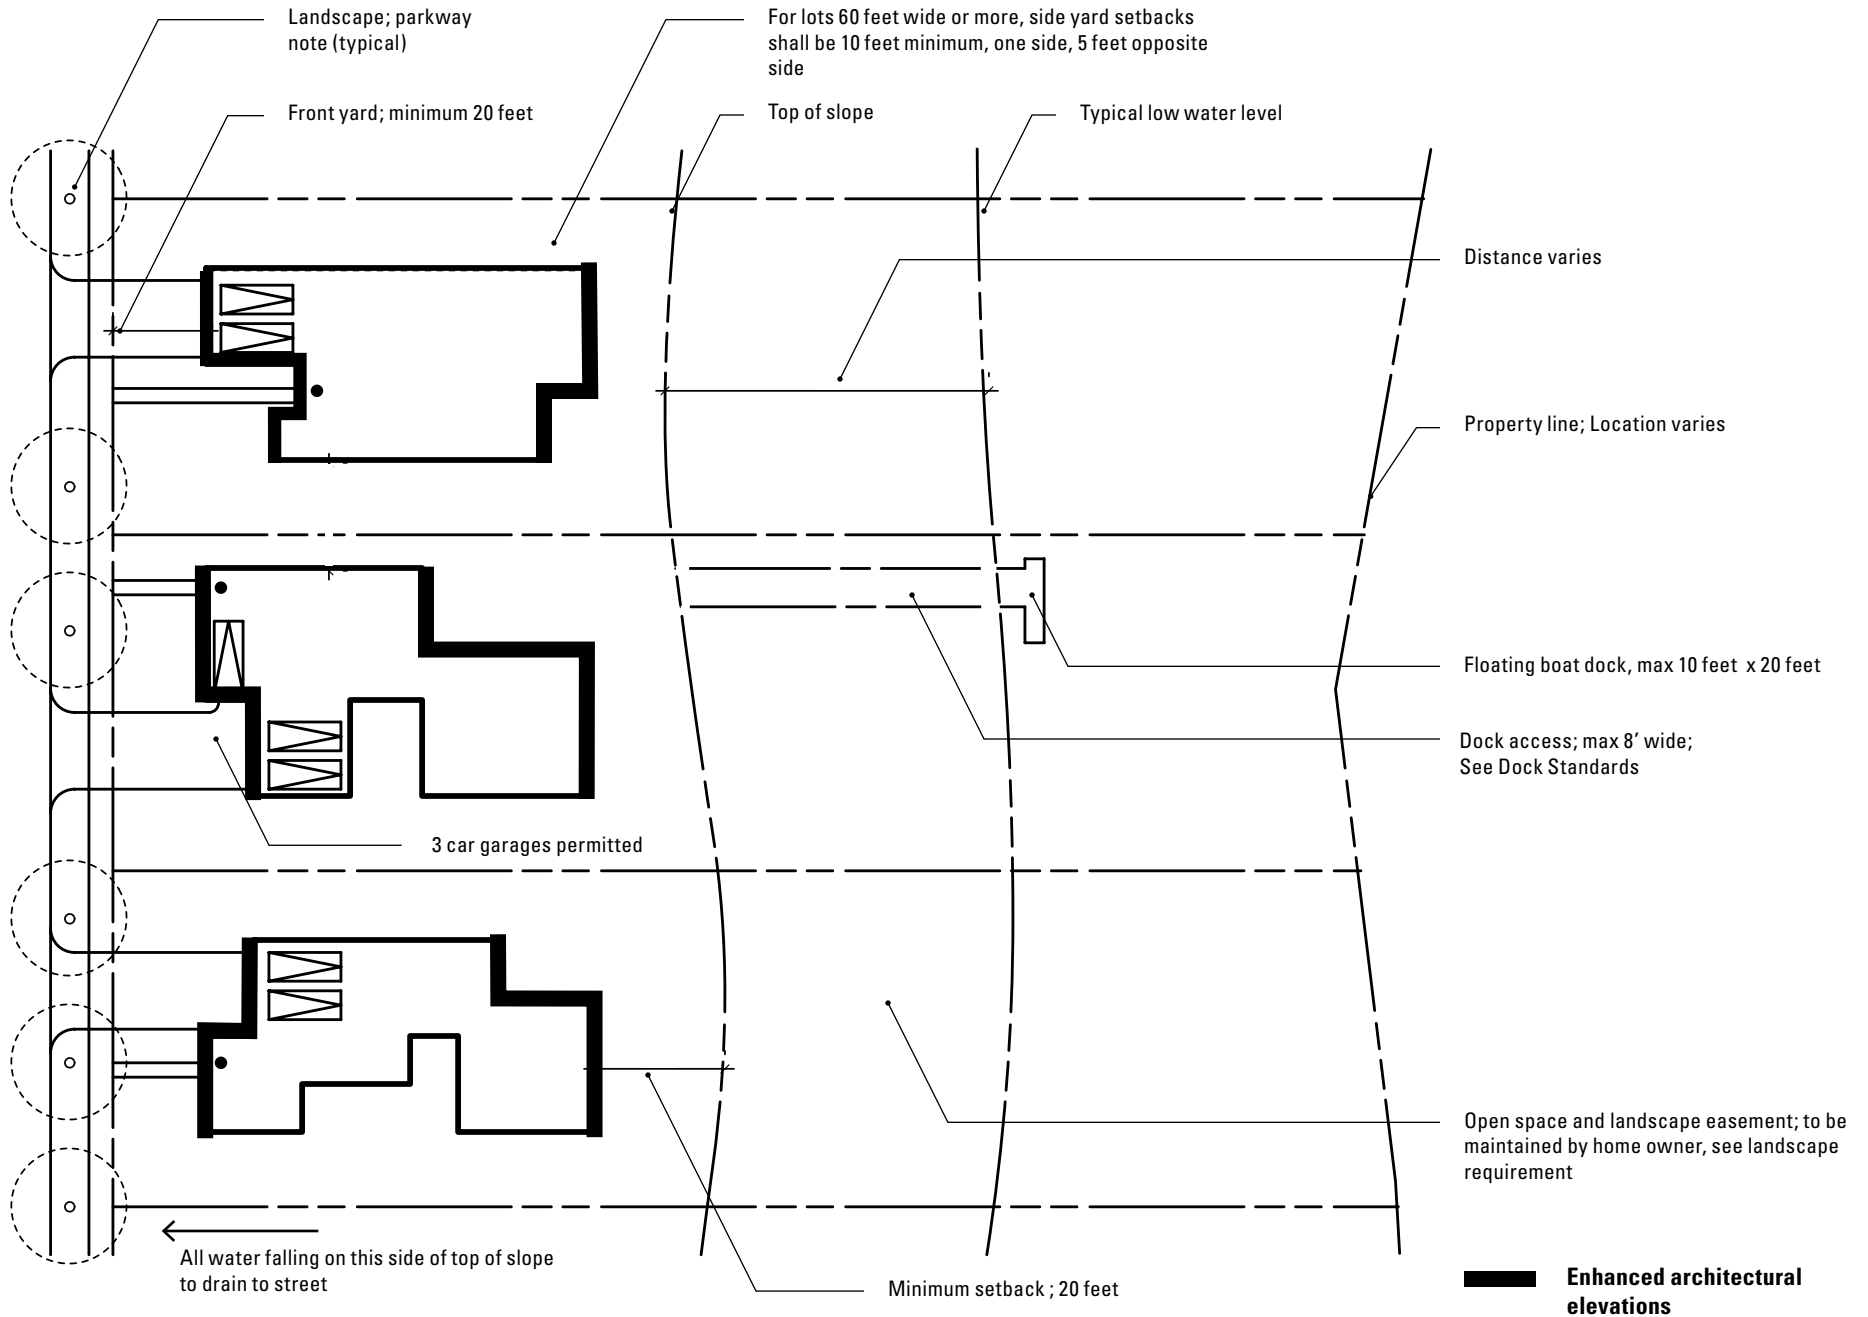 Landscape; parkway
note (typical)
For lots 60 feet wide or more, side yard setbacks
shall be 10 feet minimum, one side, 5 feet opposite
side
Front yard; minimum 20 feet
Top of slope
Typical low water level
Distance varies
Property line; Location varies
Floating boat dock, max 10 feet x 20 feet
Dock access; max 8’ wide;
See Dock Standards
3 car garages permitted
Open space and landscape easement; to be
maintained by home owner, see landscape
requirement
All water falling on this side of top of slope
to drain to street
Minimum setback ; 20 feet
Enhanced architectural
elevations